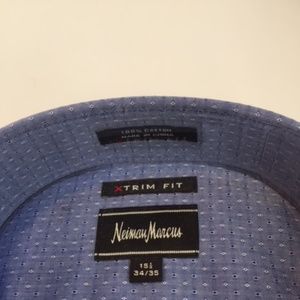 100% COTTON
MADE IN CHINA
XTRIM FIT
Neiman Marcus
15½
34/35